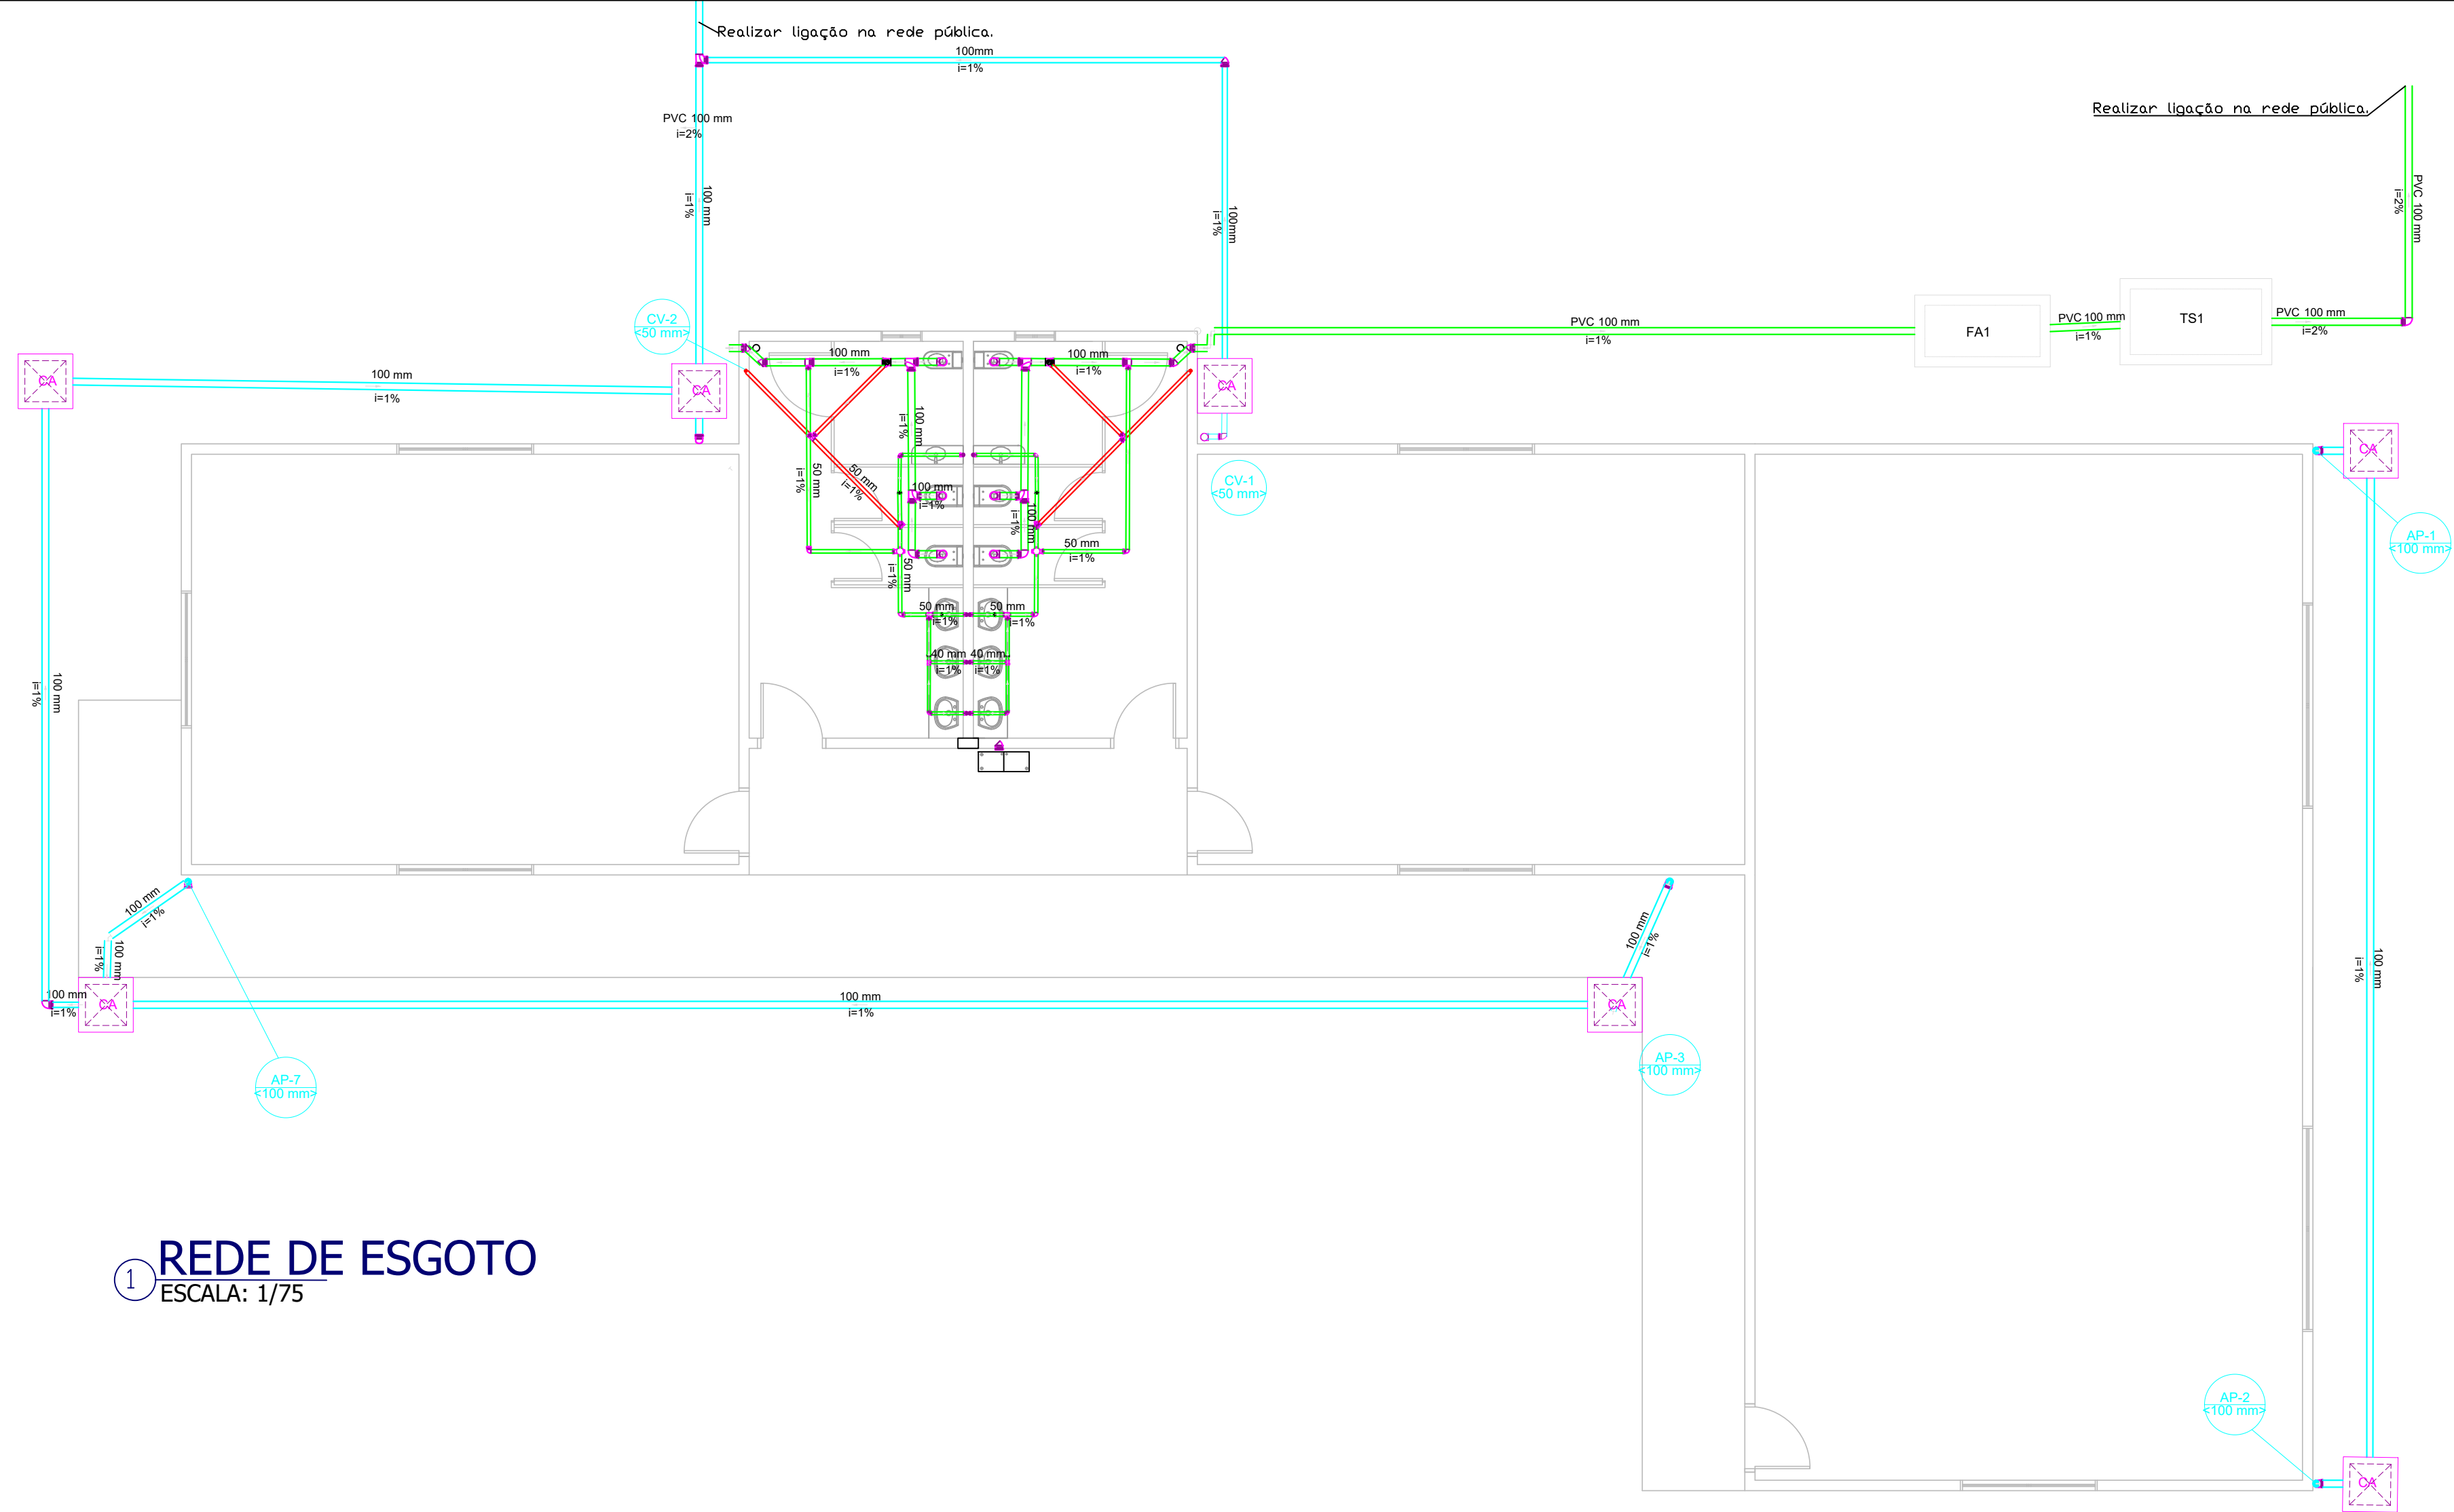 Realizar ligação na rede pública.
100mm
i=1%
Realizar ligação na rede pública.
PVC 100 mm
i=2%
100 mm
i=1%
100mm
i=1%
PVC 100 mm
i=2%
CV-2
<50 mm>
PVC 100 mm
i=1%
FA1
PVC 100 mm
i=1%
TS1
PVC 100 mm
i=2%
CA
100 mm
i=1%
CA
100 mm
i=1%
100 mm
i=1%
CA
100 mm
i=1%
50 mm
i=1%
50 mm
i=1%
100 mm
i=1%
100 mm
i=1%
50 mm
i=1%
50 mm
i=1%
CV-1
<50 mm>
CA
AP-1
<100 mm>
50 mm
i=1%
50 mm
i=1%
40 mm
i=1%
40 mm
i=1%
100 mm
i=1%
100 mm
i=1%
100 mm
i=1%
100 mm
i=1%
100 mm
i=1%
100 mm
i=1%
CA
100 mm
i=1%
CA
AP-3
<100 mm>
AP-7
<100 mm>
1
REDE DE ESGOTO
ESCALA: 1/75
AP-2
<100 mm>
CA